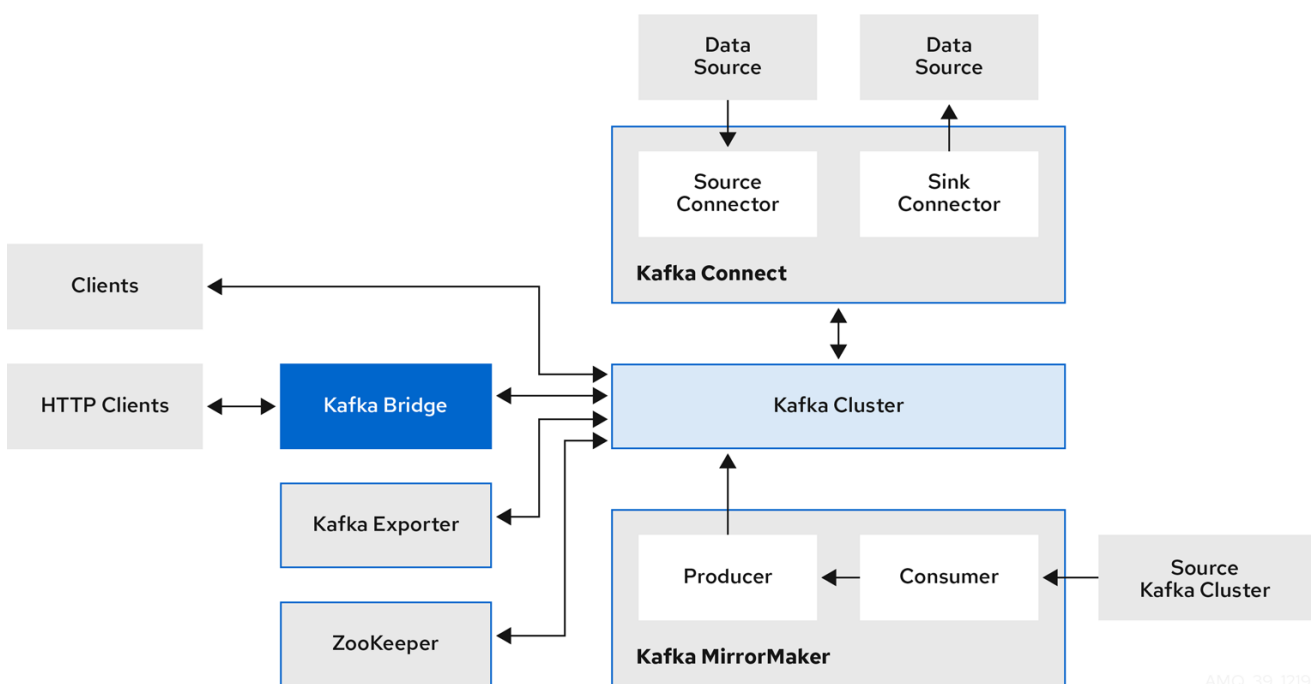 Data
Source
Data
Source
Source
Connector
Sink
Connector
Kafka Connect
Clients
HTTP Clients
Kafka Bridge
Kafka Cluster
Kafka Exporter
Producer
Consumer
Source
Kafka Cluster
ZooKeeper
Kafka MirrorMaker
AMQ_39_1219